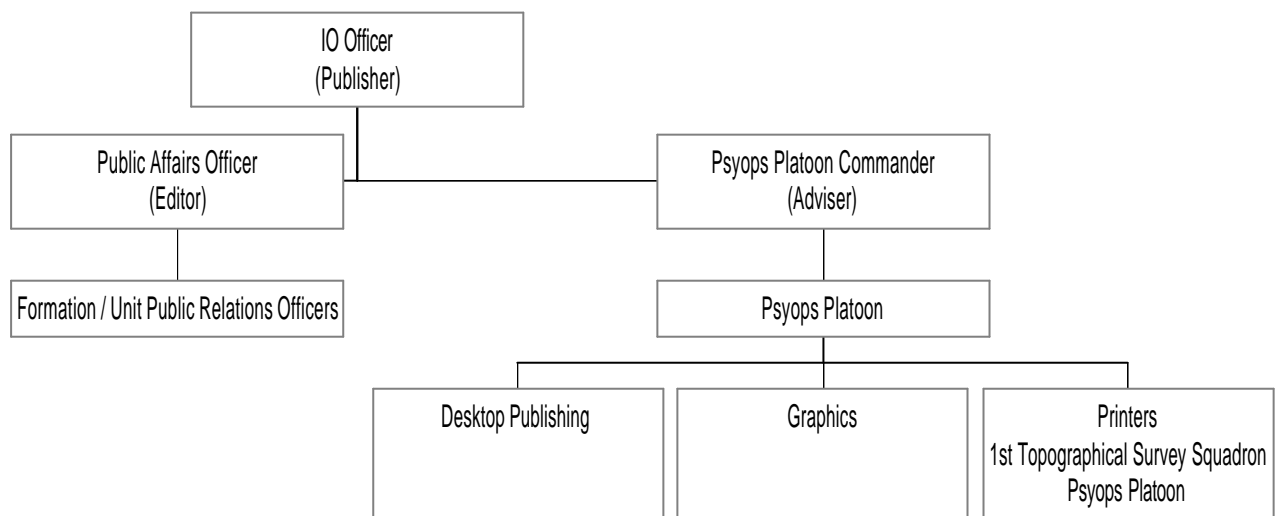 IO Officer
(Publisher)
Public Affairs Officer
(Editor)
Psyops Platoon Commander
(Adviser)
Formation / Unit Public Relations Officers
Psyops Platoon
Desktop Publishing
Graphics
Printers
1st Topographical Survey Squadron
Psyops Platoon